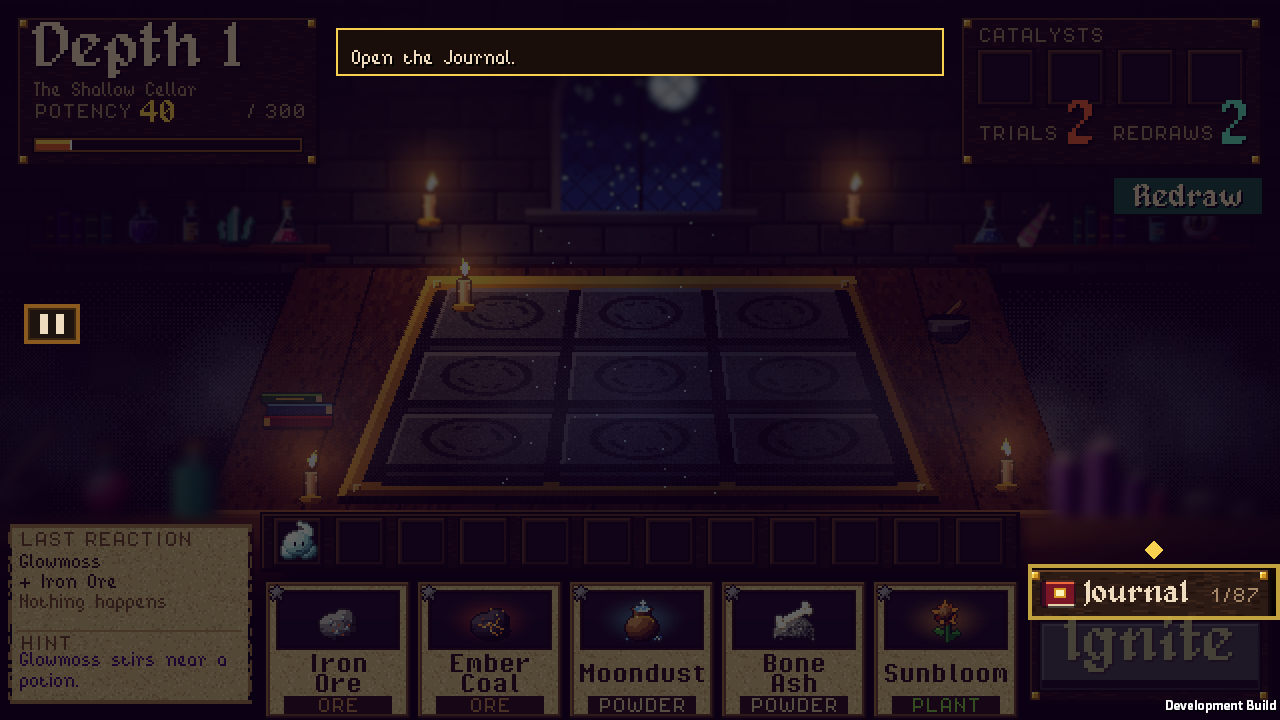 Depth 1
The Shallow Cellar
POTENCY 40 / 300
Open the Journal.
CATALYSTS
TRIALS 2 REDRAWS 2
Redraw
LAST REACTION
Glowmoss
+ Iron Ore
Nothing happens
HINT
Glowmoss stirs near a
potion.
Iron
Ore
ORE
Ember
Coal
ORE
Moondust
POWDER
Bone
Ash
POWDER
Sunbloom
PLANT
Journal 1/87
Ignite
Development Build